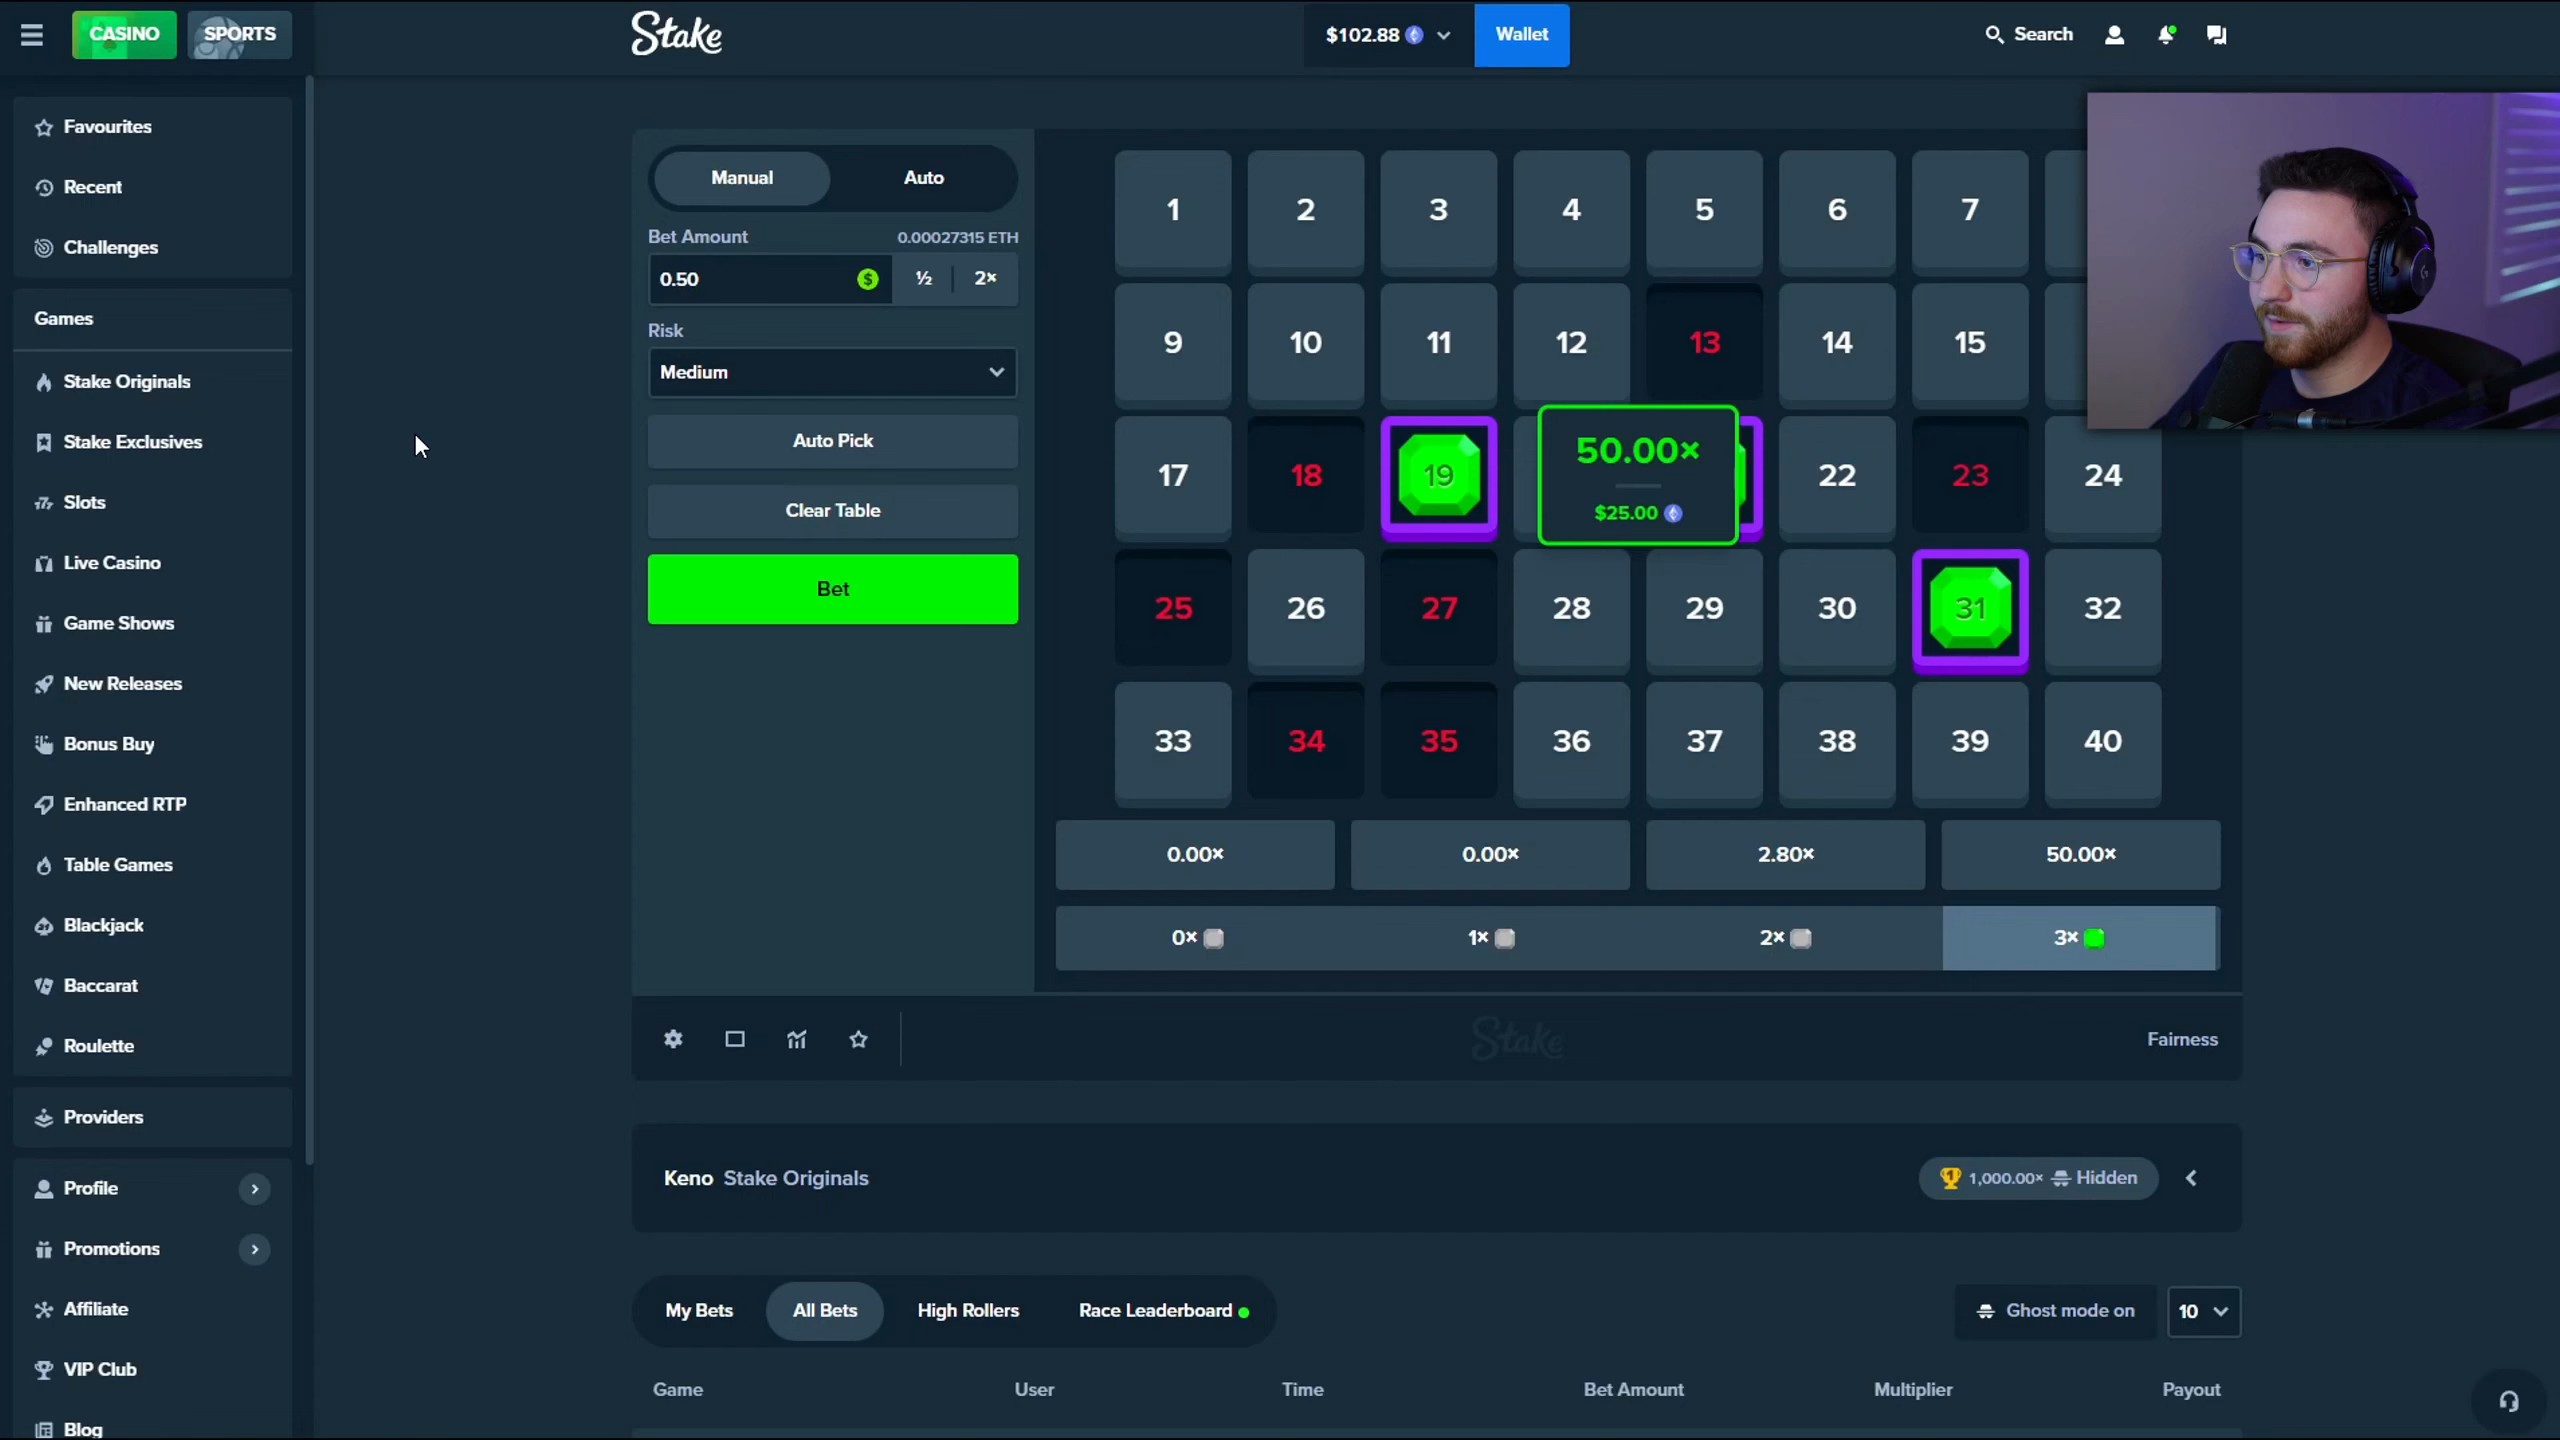 CASINO
SPORTS
Stake
$102.88
Wallet
Search
Favourites
Recent
Challenges
Games
Stake Originals
Stake Exclusives
Slots
Live Casino
Game Shows
New Releases
Bonus Buy
Enhanced RTP
Table Games
Blackjack
Baccarat
Roulette
Providers
Profile
Promotions
Affiliate
VIP Club
Blog
Manual
Auto
Bet Amount
0.00027315 ETH
0.50
½
2×
Risk
Medium
Auto Pick
Clear Table
Bet
1 2 3 4 5 6 7
9 10 11 12 13 14 15
17 18 19 22 23 24
50.00×
$25.00
25 26 27 28 29 30 31 32
33 34 35 36 37 38 39 40
0.00× 0.00× 2.80× 50.00×
0× 1× 2× 3×
Stake
Fairness
Keno Stake Originals
1,000.00× Hidden
My Bets
All Bets
High Rollers
Race Leaderboard
Ghost mode on
10
Game User Time Bet Amount Multiplier Payout